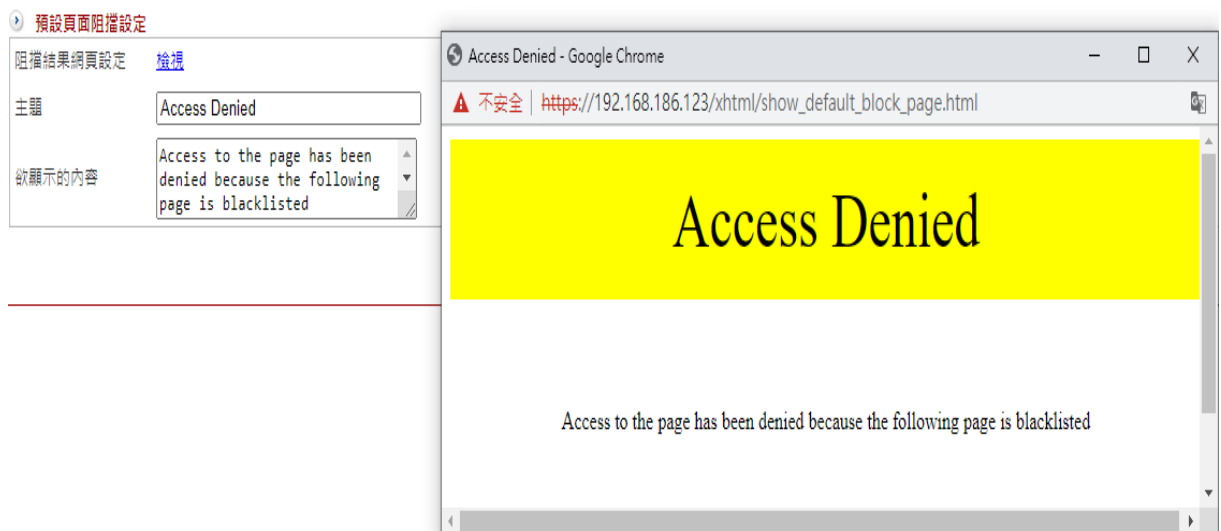 預設頁面阻擋設定
阻擋結果網頁設定 檢視
主題 Access Denied
欲顯示的內容 Access to the page has been
denied because the following
page is blacklisted
Access Denied - Google Chrome
不安全 https://192.168.186.123/xhtml/show_default_block_page.html
Access Denied
Access to the page has been denied because the following page is blacklisted